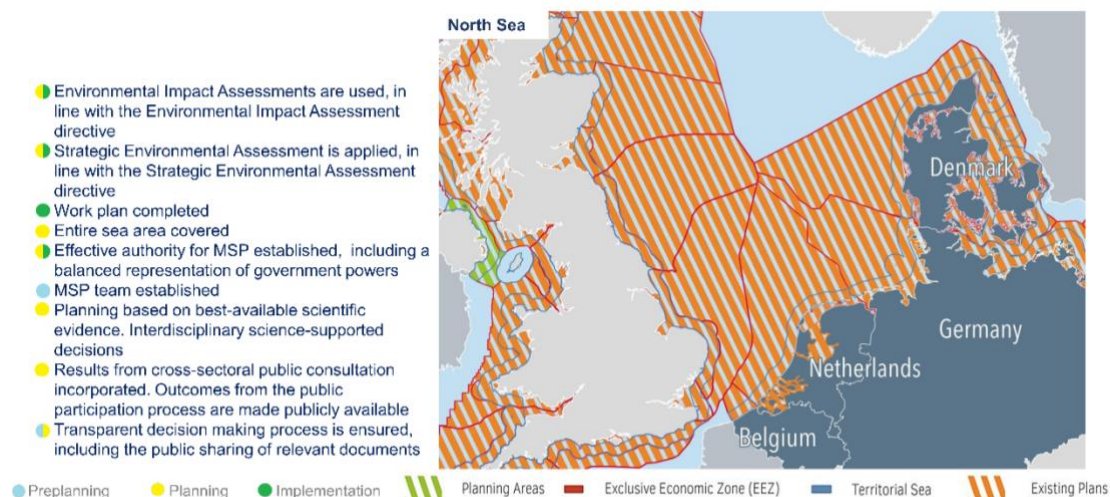 North Sea
Environmental Impact Assessments are used, in
line with the Environmental Impact Assessment
directive
Strategic Environmental Assessment is applied, in
line with the Strategic Environmental Assessment
directive
Work plan completed
Entire sea area covered
Effective authority for MSP established, including a
balanced representation of government powers
MSP team established
Planning based on best-available scientific
evidence. Interdisciplinary science-supported
decisions
Results from cross-sectoral public consultation
incorporated. Outcomes from the public
participation process are made publicly available
Transparent decision making process is ensured,
including the public sharing of relevant documents
Denmark
Germany
Netherlands
Belgium
Preplanning
Planning
Implementation
Planning Areas
Exclusive Economic Zone (EEZ)
Territorial Sea
Existing Plans